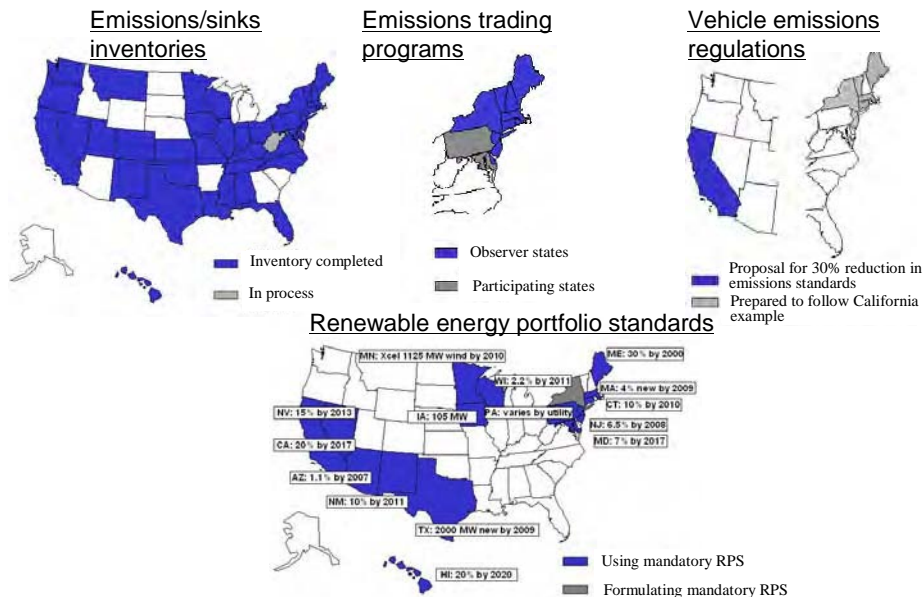 Emissions/sinks
inventories
Emissions trading
programs
Vehicle emissions
regulations
Inventory completed
In process
Observer states
Participating states
Proposal for 30% reduction in
emissions standards
Prepared to follow California
example
Renewable energy portfolio standards
MN: Xcel 1125 MW wind by 2010
ME: 30% by 2000
WI: 2.2% by 2011
MA: 4% new by 2009
CT: 10% by 2010
NV: 15% by 2013
IA: 105 MW
PA: varies by utility
NJ: 6.5% by 2008
CA: 20% by 2017
MD: 7% by 2017
AZ: 1.1% by 2007
NM: 10% by 2011
TX: 2000 MW new by 2009
HI: 20% by 2020
Using mandatory RPS
Formulating mandatory RPS